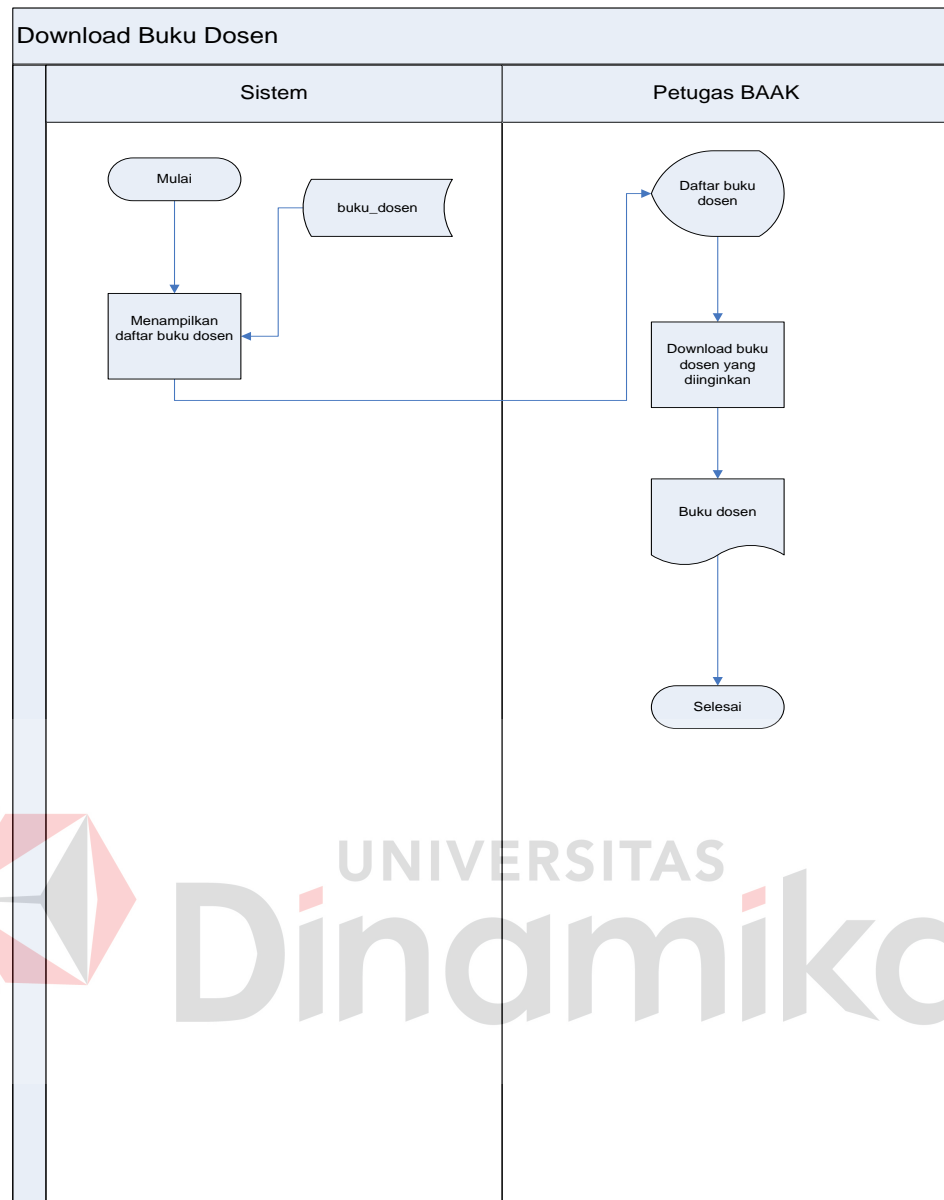 Download Buku Dosen
Sistem
Petugas BAAK
Mulai
buku_dosen
Menampilkan
daftar buku dosen
Daftar buku
dosen
Download buku
dosen yang
diinginkan
Buku dosen
Selesai
UNIVERSITAS
Dinamika